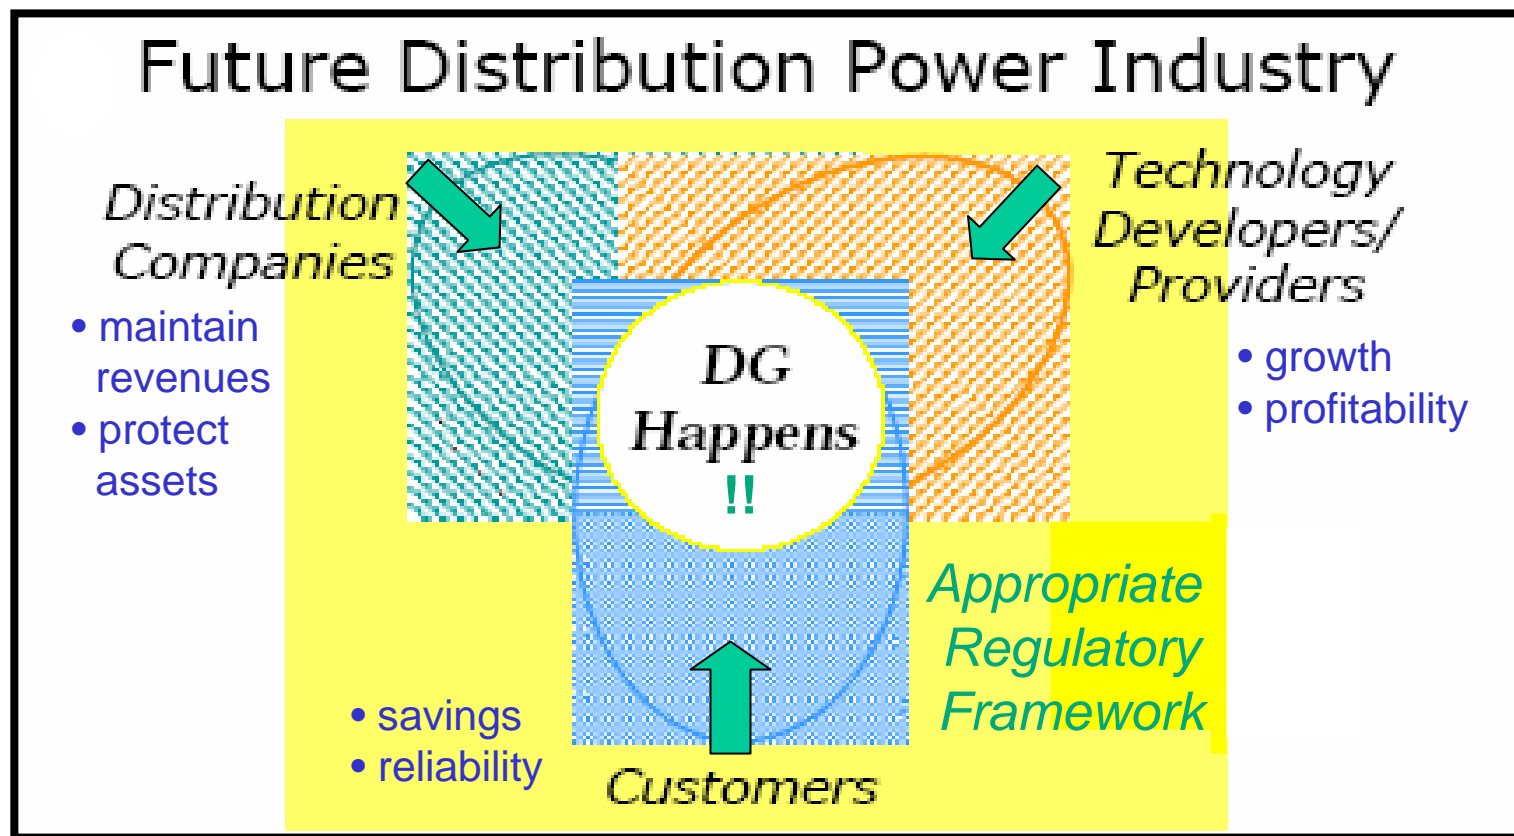 Future Distribution Power Industry
Distribution
Companies
• maintain
revenues
• protect
assets
Technology
Developers/
Providers
• growth
• profitability
DG
Happens
!!
Appropriate
Regulatory
Framework
• savings
• reliability
Customers